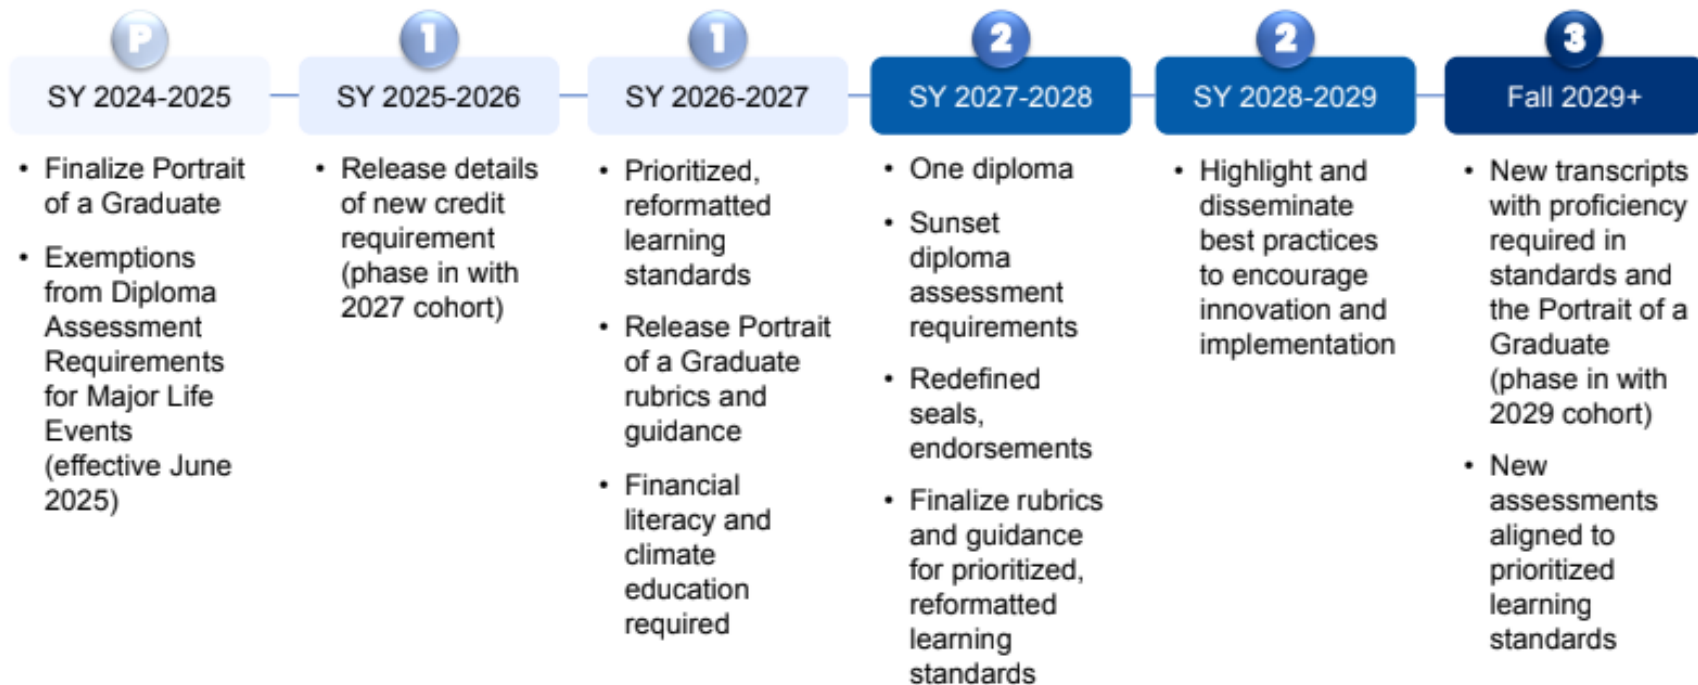 P
SY 2024-2025
• Finalize Portrait
of a Graduate
• Exemptions
from Diploma
Assessment
Requirements
for Major Life
Events
(effective June
2025)
1
SY 2025-2026
• Release details
of new credit
requirement
(phase in with
2027 cohort)
1
SY 2026-2027
• Prioritized,
reformatted
learning
standards
• Release Portrait
of a Graduate
rubrics and
guidance
• Financial
literacy and
climate
education
required
2
SY 2027-2028
• One diploma
• Sunset
diploma
assessment
requirements
• Redefined
seals,
endorsements
• Finalize rubrics
and guidance
for prioritized,
reformatted
learning
standards
2
SY 2028-2029
• Highlight and
disseminate
best practices
to encourage
innovation and
implementation
3
Fall 2029+
• New transcripts
with proficiency
required in
standards and
the Portrait of a
Graduate
(phase in with
2029 cohort)
• New
assessments
aligned to
prioritized
learning
standards